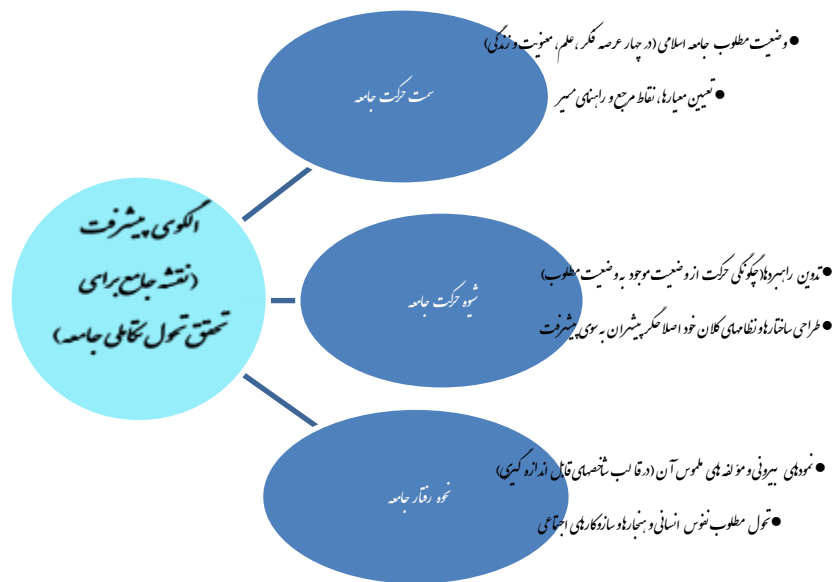 الگوی پیشرفت
(نقشه جامع برای
تحقق تحول تکاملی جامعه)
سمت حرکت جامعه
● وضعیت مطلوب جامعه اسلامی (در چهار عرصه فکر ،علم، معنویت و زندگی)
● تعیین معیارها، نقاط مرجع و راهنمای مسیر
شیوه حرکت جامعه
● تدوین راهبردها(چگونگی حرکت از وضعیت موجود به وضعیت مطلوب)
● طراحی ساختارها و نظامهای کلان خود اصلاحگر پیشران به سوی پیشرفت
نحوه رفتار جامعه
● نمودهای بیرونی و مؤلفه های ملموس آن (در قالب شاخصهای قابل اندازه گیری)
● تحول مطلوب نفوس انسانی و هنجارها و سازوکارهای اجتماعی